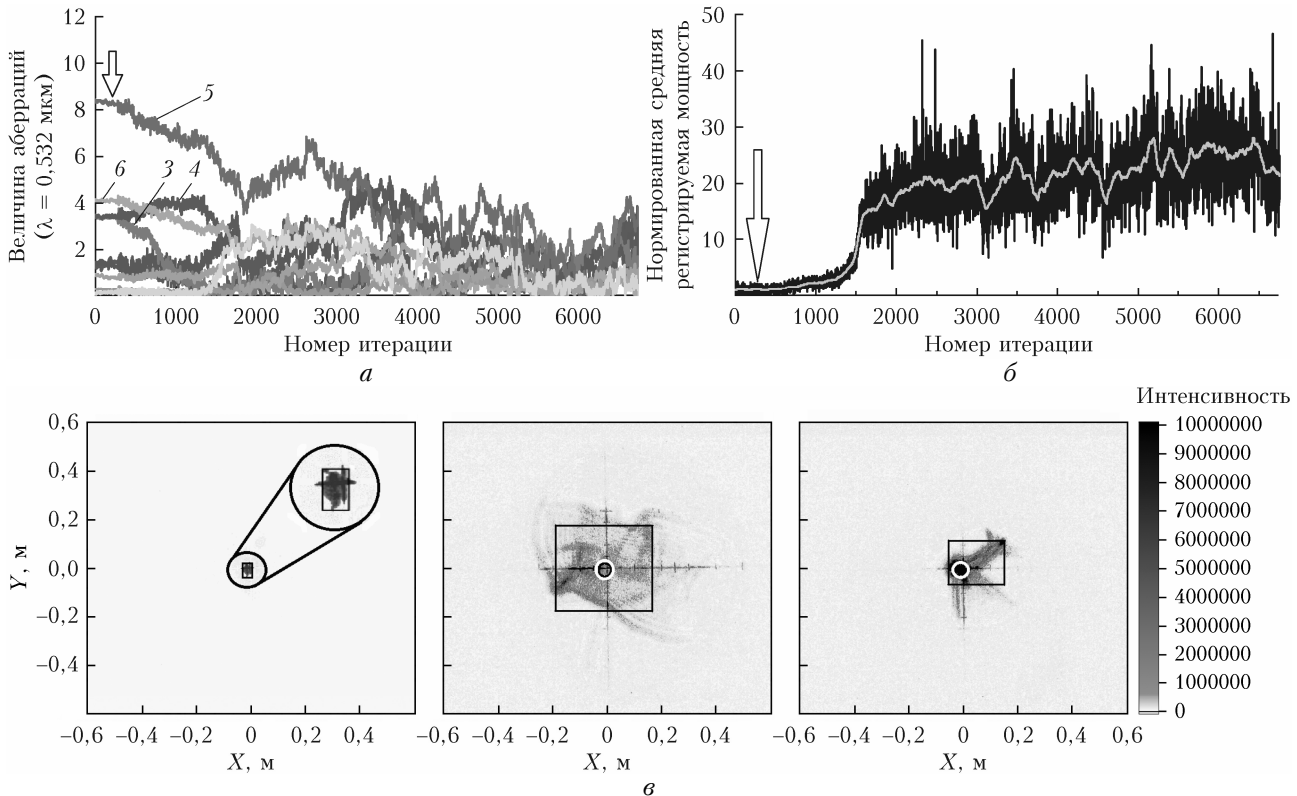 Величина аберраций
(λ = 0,532 мкм)
12
10
8
6
4
2
5
6 3 4
0 1000 2000 3000 4000 5000 6000
Номер итерации
а
Нормированная средняя
регистрируемая мощность
50
40
30
20
10
0 1000 2000 3000 4000 5000 6000
Номер итерации
б
Интенсивность
Y, м
0,6
0,4
0,2
0,0
–0,2
–0,4
10000000
9000000
8000000
7000000
6000000
5000000
4000000
3000000
2000000
1000000
0
–0,6 –0,4 –0,2 0 0,2 0,4
X, м
–0,6 –0,4 –0,2 0 0,2 0,4
X, м
–0,6 –0,4 –0,2 0 0,2 0,4 0,6
X, м
в